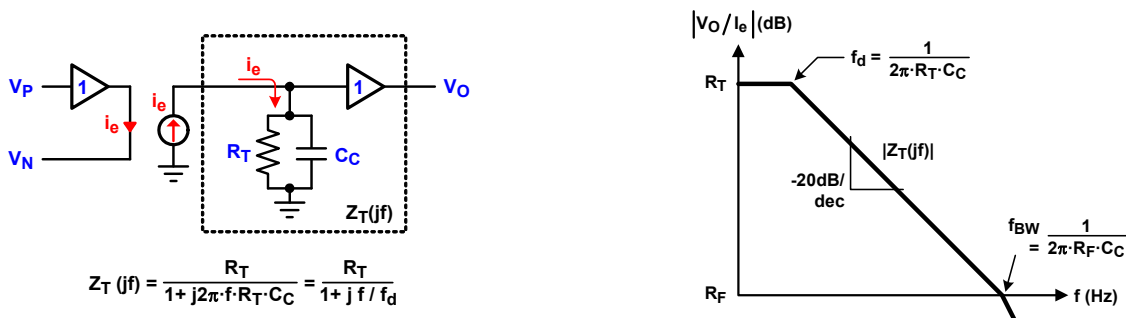 V_P
1
i_e
V_N
i_e
i_e
1
V_O
R_T
C_C
Z_T(jf)
Z_T (jf) = R_T / (1+ j2π·f·R_T·C_C) = R_T / (1+ j f / f_d)
|V_O / I_e| (dB)
R_T
f_d = 1 / (2π·R_T·C_C)
|Z_T(jf)|
-20dB/
dec
f_BW
= 1 / (2π·R_F·C_C)
R_F
f (Hz)